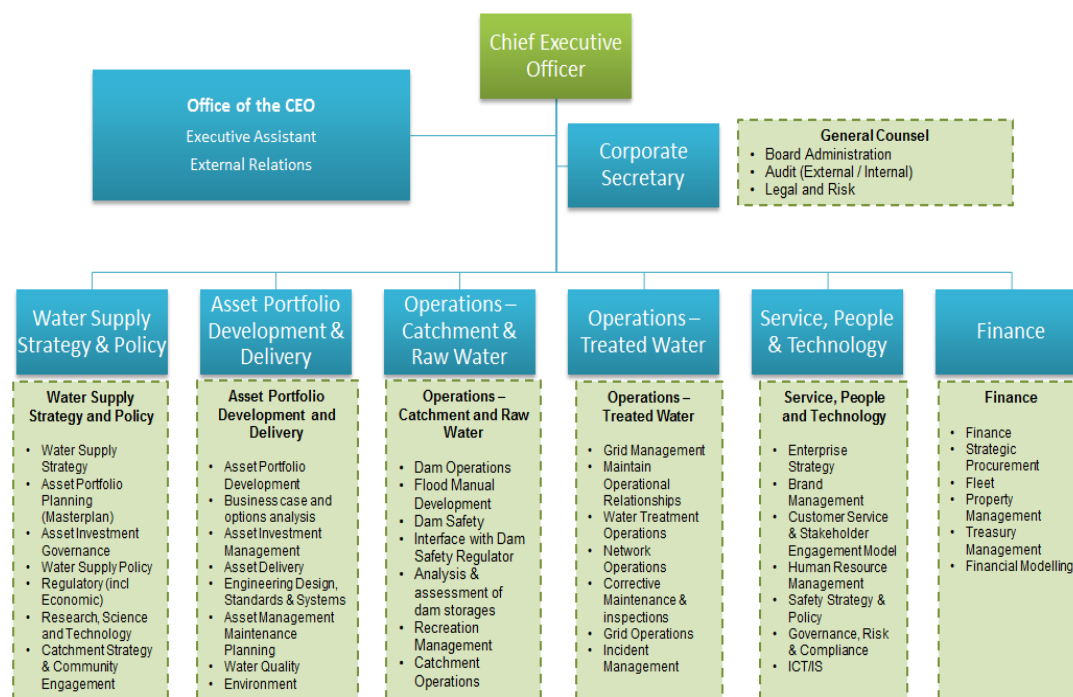 Chief Executive
Officer
Office of the CEO
Executive Assistant
External Relations
Corporate
Secretary
General Counsel
• Board Administration
• Audit (External / Internal)
• Legal and Risk
Water Supply
Strategy & Policy
Asset Portfolio
Development &
Delivery
Operations –
Catchment &
Raw Water
Operations –
Treated Water
Service, People
& Technology
Finance
Water Supply
Strategy and Policy
• Water Supply
Strategy
• Asset Portfolio
Planning
(Masterplan)
• Asset Investment
Governance
• Water Supply Policy
• Regulatory (incl
Economic)
• Research, Science
and Technology
• Catchment Strategy
& Community
Engagement
Asset Portfolio
Development and
Delivery
• Asset Portfolio
Development
• Business case and
options analysis
• Asset Investment
Management
• Asset Delivery
• Engineering Design,
Standards & Systems
• Asset Management
Maintenance
Planning
• Water Quality
• Environment
Operations –
Catchment and Raw
Water
• Dam Operations
• Flood Manual
Development
• Dam Safety
• Interface with Dam
Safety Regulator
• Analysis &
assessment of
dam storages
• Recreation
Management
• Catchment
Operations
Operations –
Treated Water
• Grid Management
• Maintain
Operational
Relationships
• Water Treatment
Operations
• Network
Operations
• Corrective
Maintenance &
inspections
• Grid Operations
• Incident
Management
Service, People
and Technology
• Enterprise
Strategy
• Brand
Management
• Customer Service
& Stakeholder
Engagement Model
• Human Resource
Management
• Safety Strategy &
Policy
• Governance, Risk
& Compliance
• ICT/IS
Finance
• Finance
• Strategic
Procurement
• Fleet
• Property
Management
• Treasury
Management
• Financial Modelling